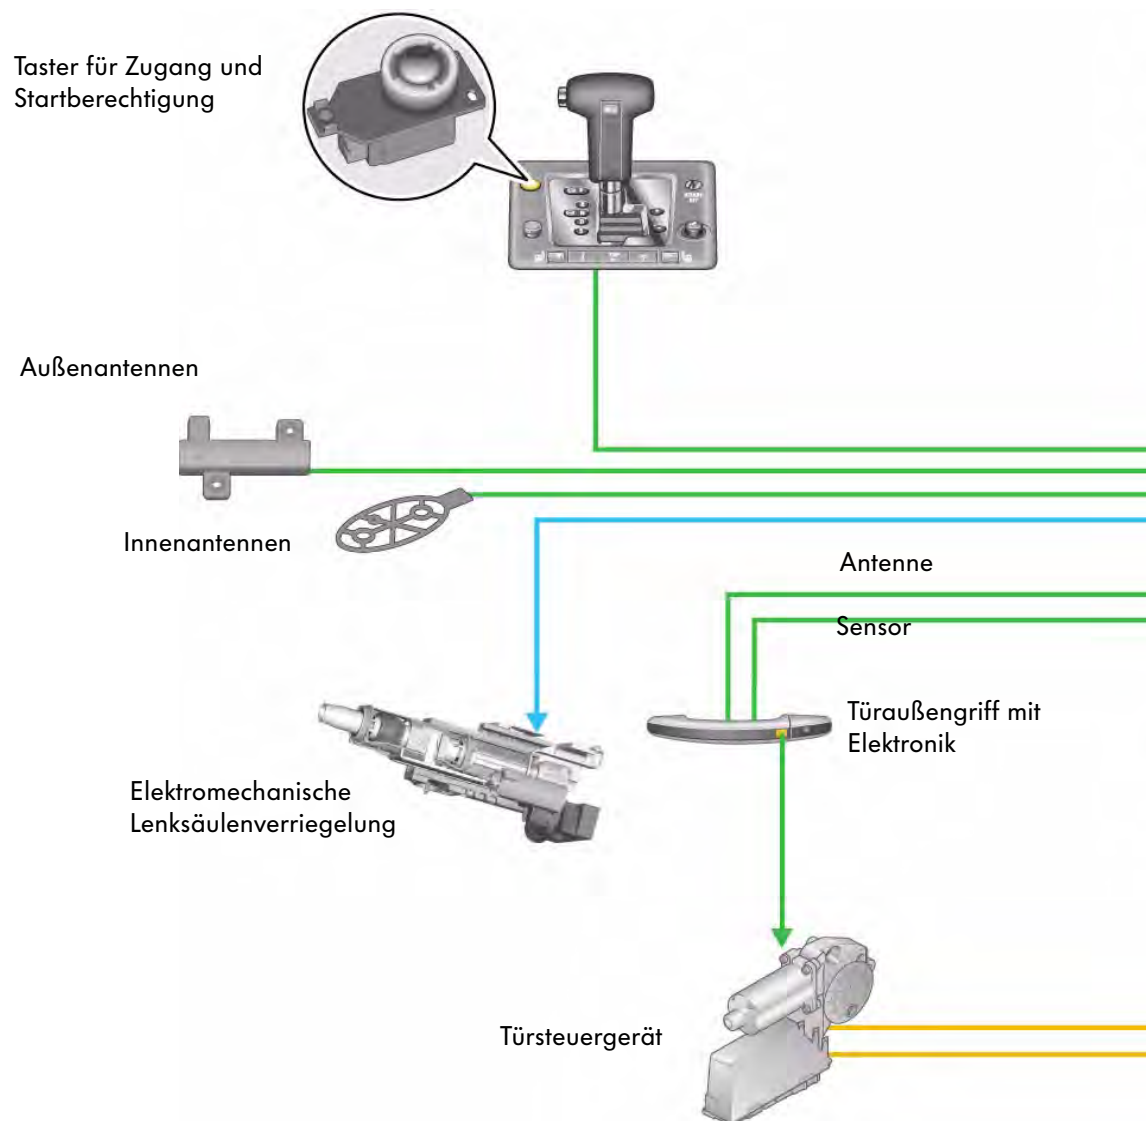 Taster für Zugang und
Startberechtigung
Außenantennen
Innenantennen
Antenne
Sensor
Türaußengriff mit
Elektronik
Elektromechanische
Lenksäulenverriegelung
Türsteuergerät